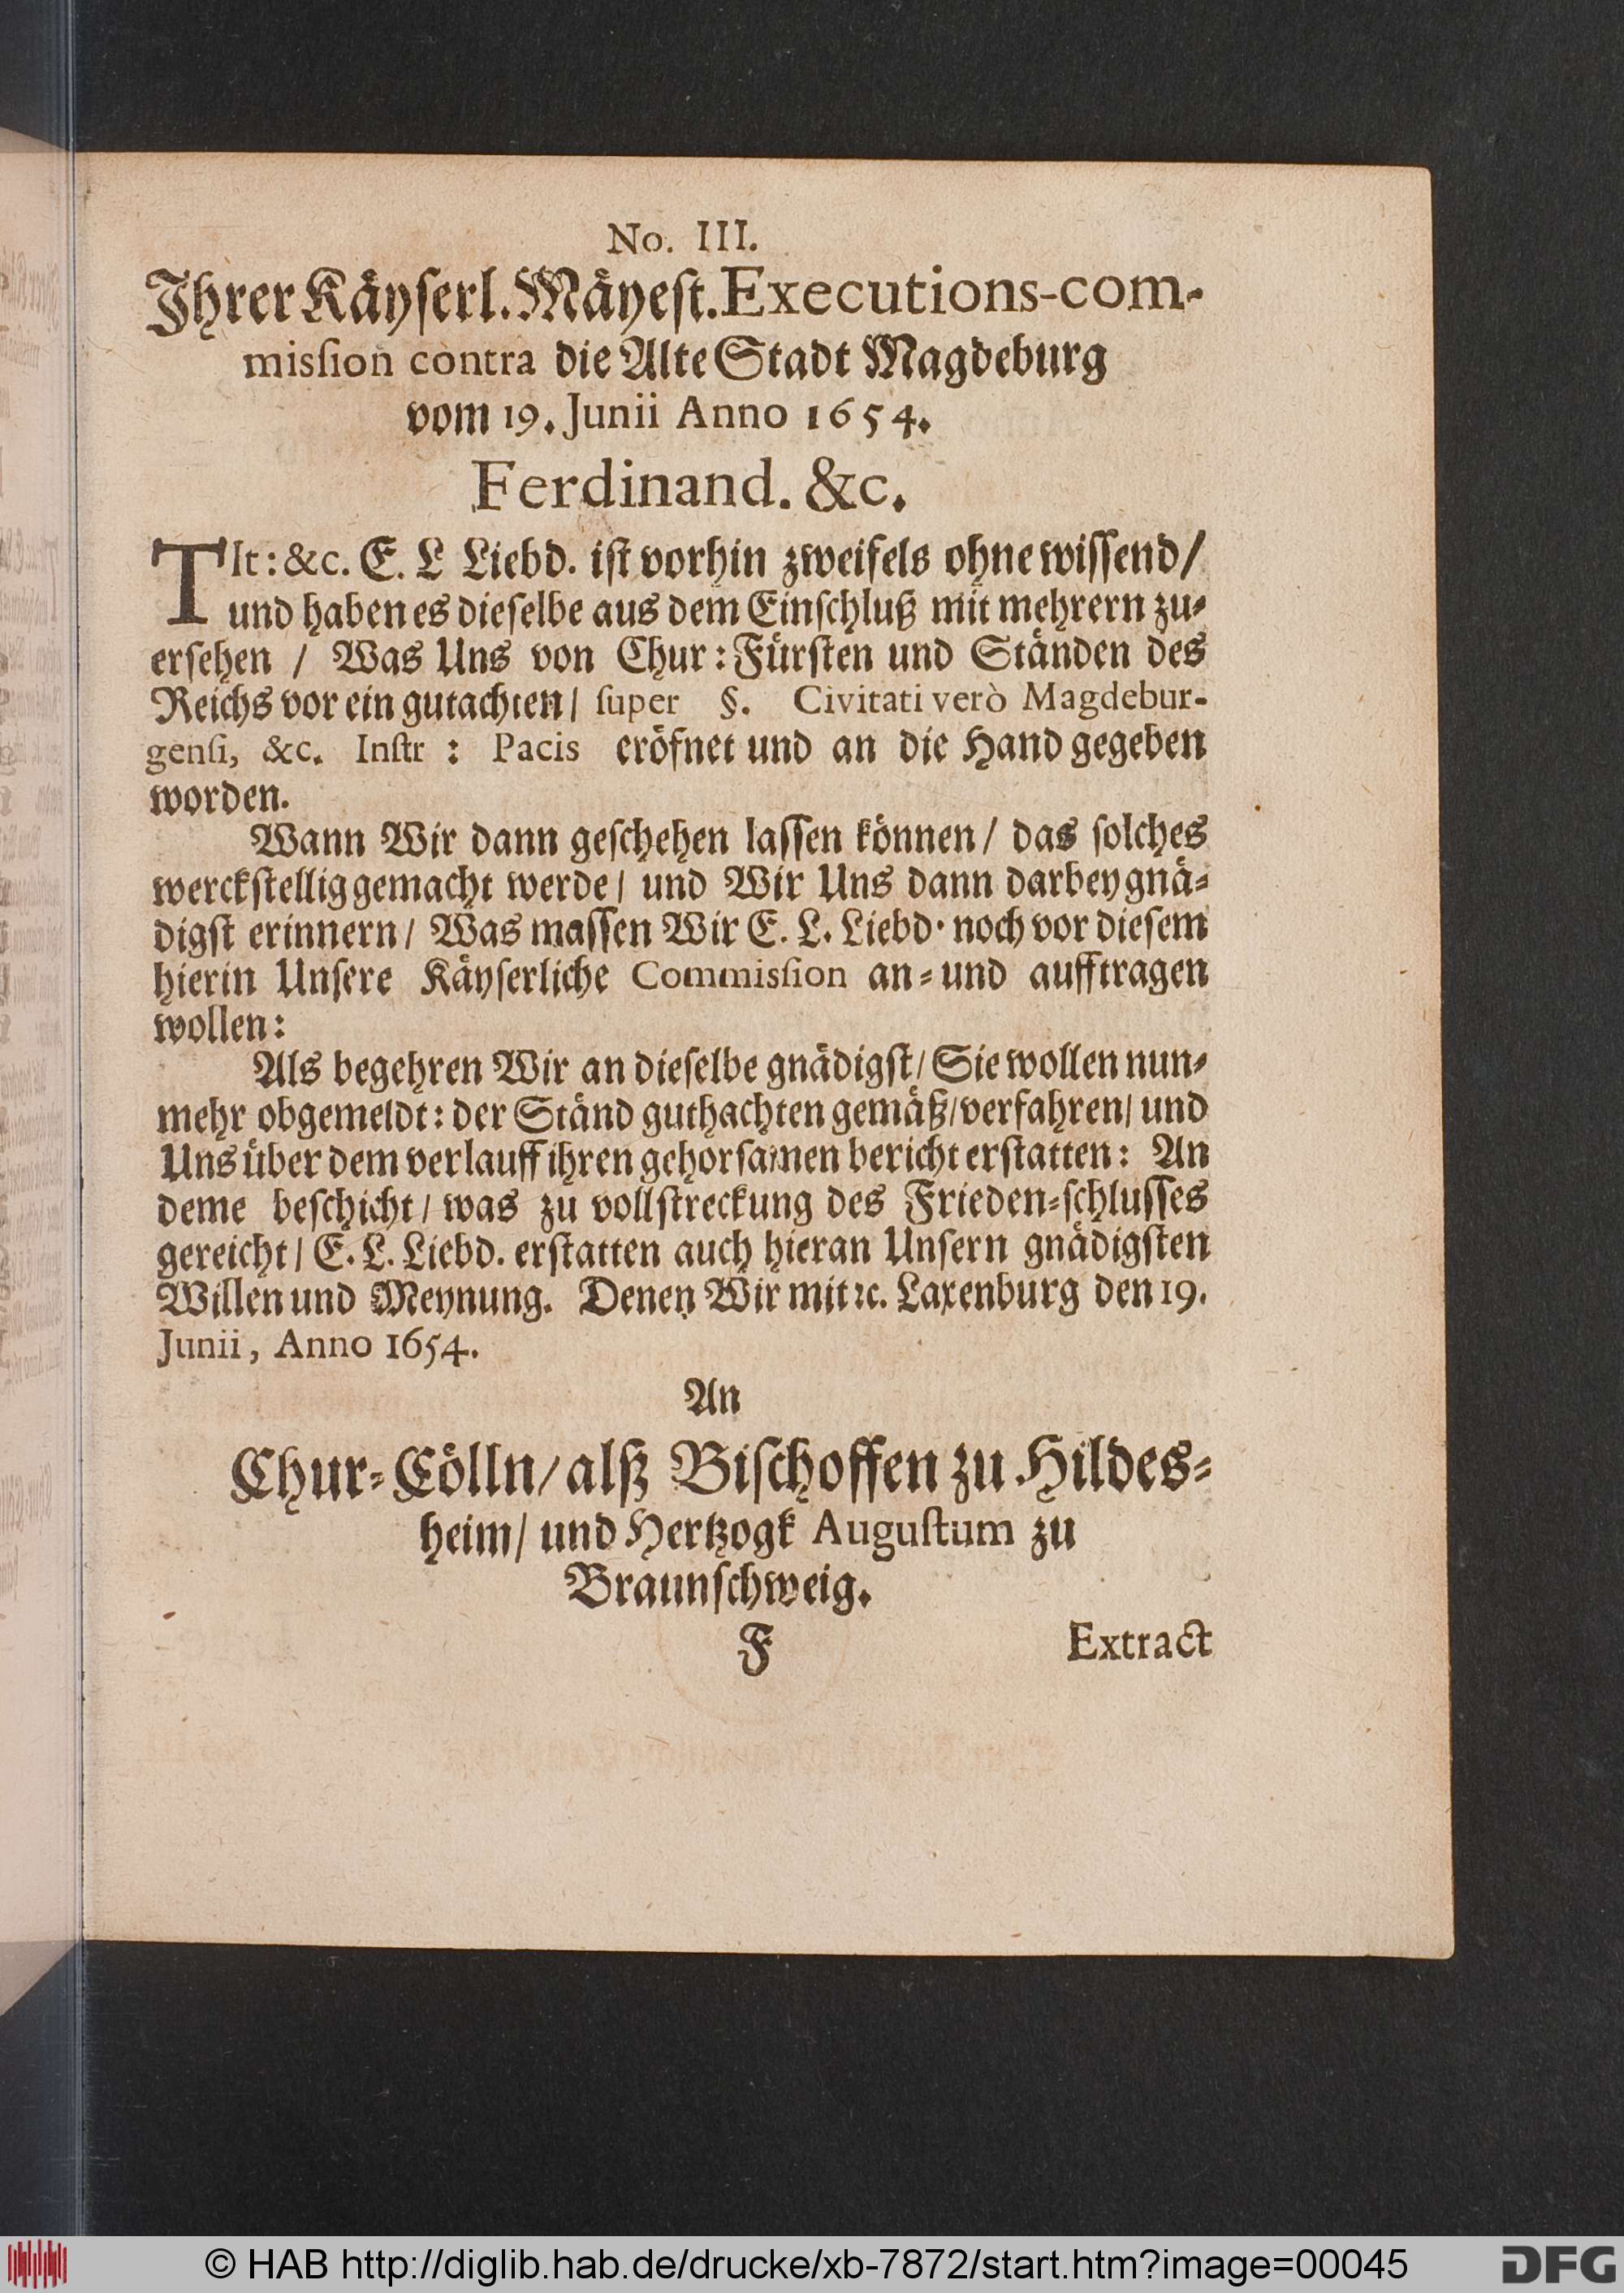 No. III.
Ihrer Käyſerl. Mäyeſt. Executions-com-
miſſion contra die Alte Stadt Magdeburg
vom 19. Junii Anno 1654.
Ferdinand. &c.
TIt: &c. E. L Liebd. iſt vorhin zweifels ohne wiſſend/
und haben es dieſelbe aus dem Einſchluß mit mehrern zu-
erſehen / Was Uns von Chur: Fürſten und Ständen des
Reichs vor ein gutachten/ ſuper §. Civitati verò Magdebur-
genſi, &c. Inſtr : Pacis eröfnet und an die Hand gegeben
worden.
Wann Wir dann geſchehen laſſen können/ das ſolches
werckſtellig gemacht werde/ und Wir Uns dann darbey gnä-
digſt erinnern/ Was maſſen Wir E. L. Liebd. noch vor dieſem
hierin Unſere Käyſerliche Commiſſion an- und aufftragen
wollen:
Als begehren Wir an dieſelbe gnädigſt/ Sie wollen nun-
mehr obgemeldt: der Ständ guthachten gemäß/ verfahren/ und
Uns über dem verlauff ihren gehorſamen bericht erſtatten: An
deme beſchicht/ was zu vollſtreckung des Frieden-ſchluſſes
gereicht/ E. L. Liebd. erſtatten auch hieran Unſern gnädigſten
Willen und Meynung. Denen Wir mit ꝛc. Laxenburg den 19.
Junii, Anno 1654.
An
Chur-Cölln/ alß Biſchoffen zu Hildes-
heim/ und Hertzogk Auguſtum zu
Braunſchweig.
F Extract
© HAB http://diglib.hab.de/drucke/xb-7872/start.htm?image=00045 DFG